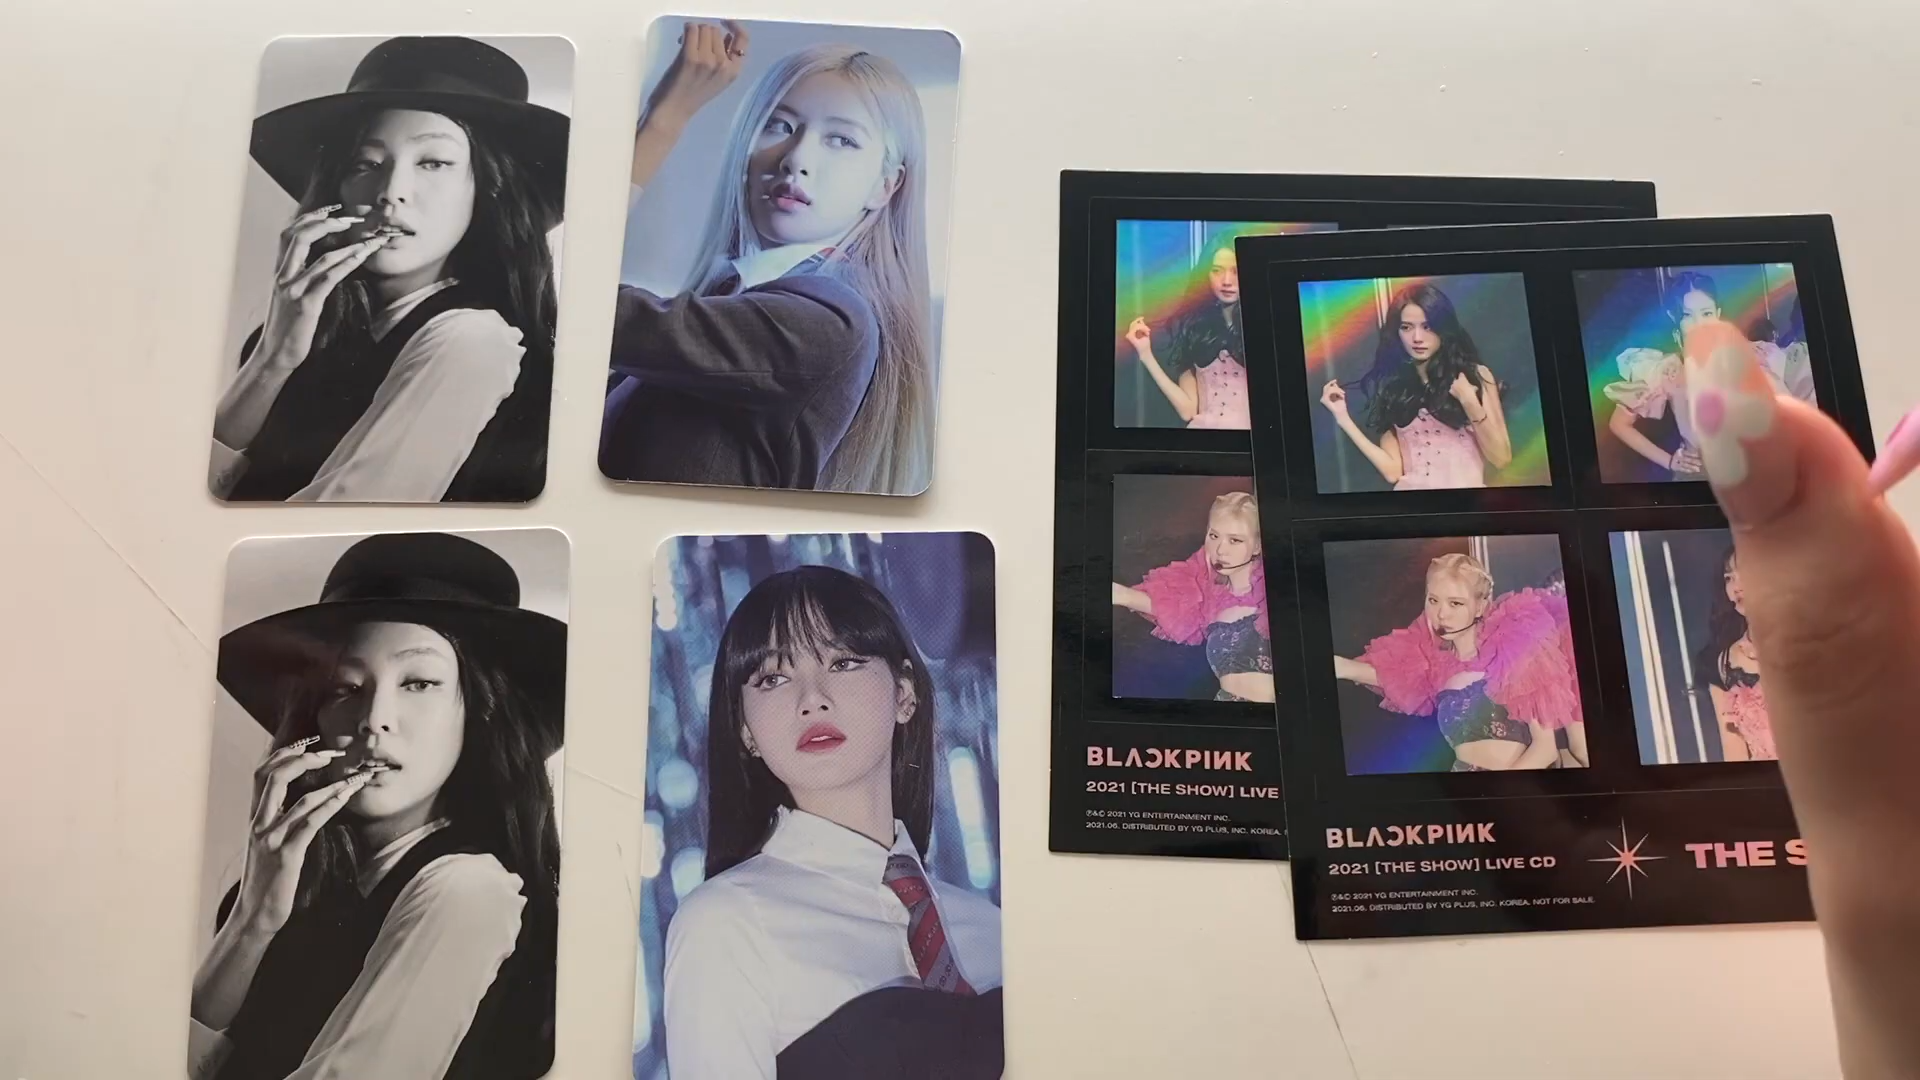 BLACKPINK
2021 [THE SHOW] LIVE
℗&© 2021 YG ENTERTAINMENT INC.
2021.06. DISTRIBUTED BY YG PLUS, INC. KOREA.
BLACKPINK
2021 [THE SHOW] LIVE CD
THE S
℗&© 2021 YG ENTERTAINMENT INC.
2021.06. DISTRIBUTED BY YG PLUS, INC. KOREA. NOT FOR SALE.